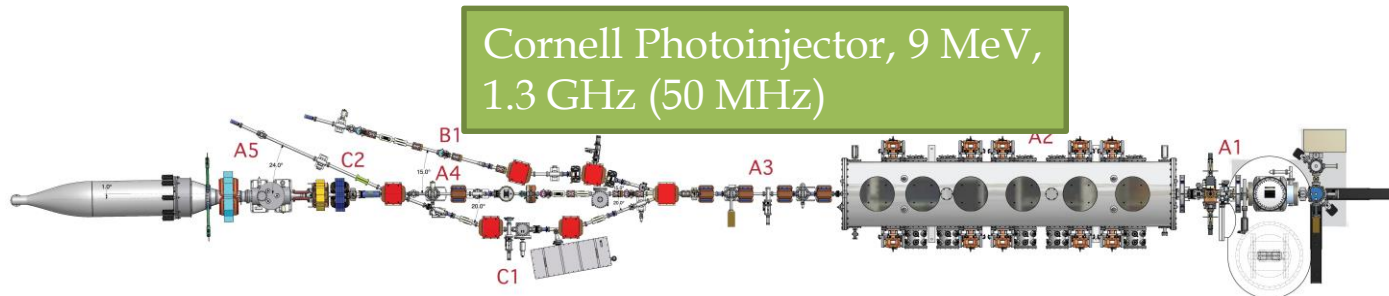 Cornell Photoinjector, 9 MeV,
1.3 GHz (50 MHz)
B1
A2
A1
A5
24.0°
C2
15.0°
A4
A3
1.0°
20.0°
20.0°
C1